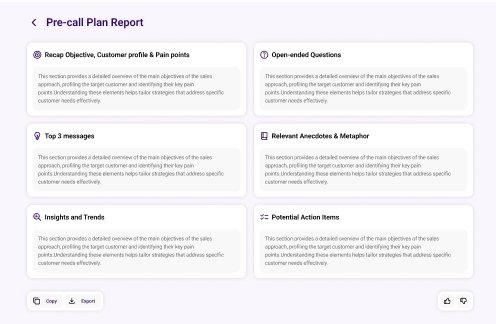 Pre-call Plan Report
Recap Objective, Customer profile & Pain points
This section provides a detailed overview of the main objectives of the sales
approach, profiling the target customer and identifying their key pain
points.Understanding these elements helps tailor strategies that address specific
customer needs effectively.
Open-ended Questions
This section provides a detailed overview of the main objectives of the sales
approach, profiling the target customer and identifying their key pain
points.Understanding these elements helps tailor strategies that address specific
customer needs effectively.
Top 3 messages
This section provides a detailed overview of the main objectives of the sales
approach, profiling the target customer and identifying their key pain
points.Understanding these elements helps tailor strategies that address specific
customer needs effectively.
Relevant Anecdotes & Metaphor
This section provides a detailed overview of the main objectives of the sales
approach, profiling the target customer and identifying their key pain
points.Understanding these elements helps tailor strategies that address specific
customer needs effectively.
Insights and Trends
This section provides a detailed overview of the main objectives of the sales
approach, profiling the target customer and identifying their key pain
points.Understanding these elements helps tailor strategies that address specific
customer needs effectively.
Potential Action Items
This section provides a detailed overview of the main objectives of the sales
approach, profiling the target customer and identifying their key pain
points.Understanding these elements helps tailor strategies that address specific
customer needs effectively.
Copy
Export